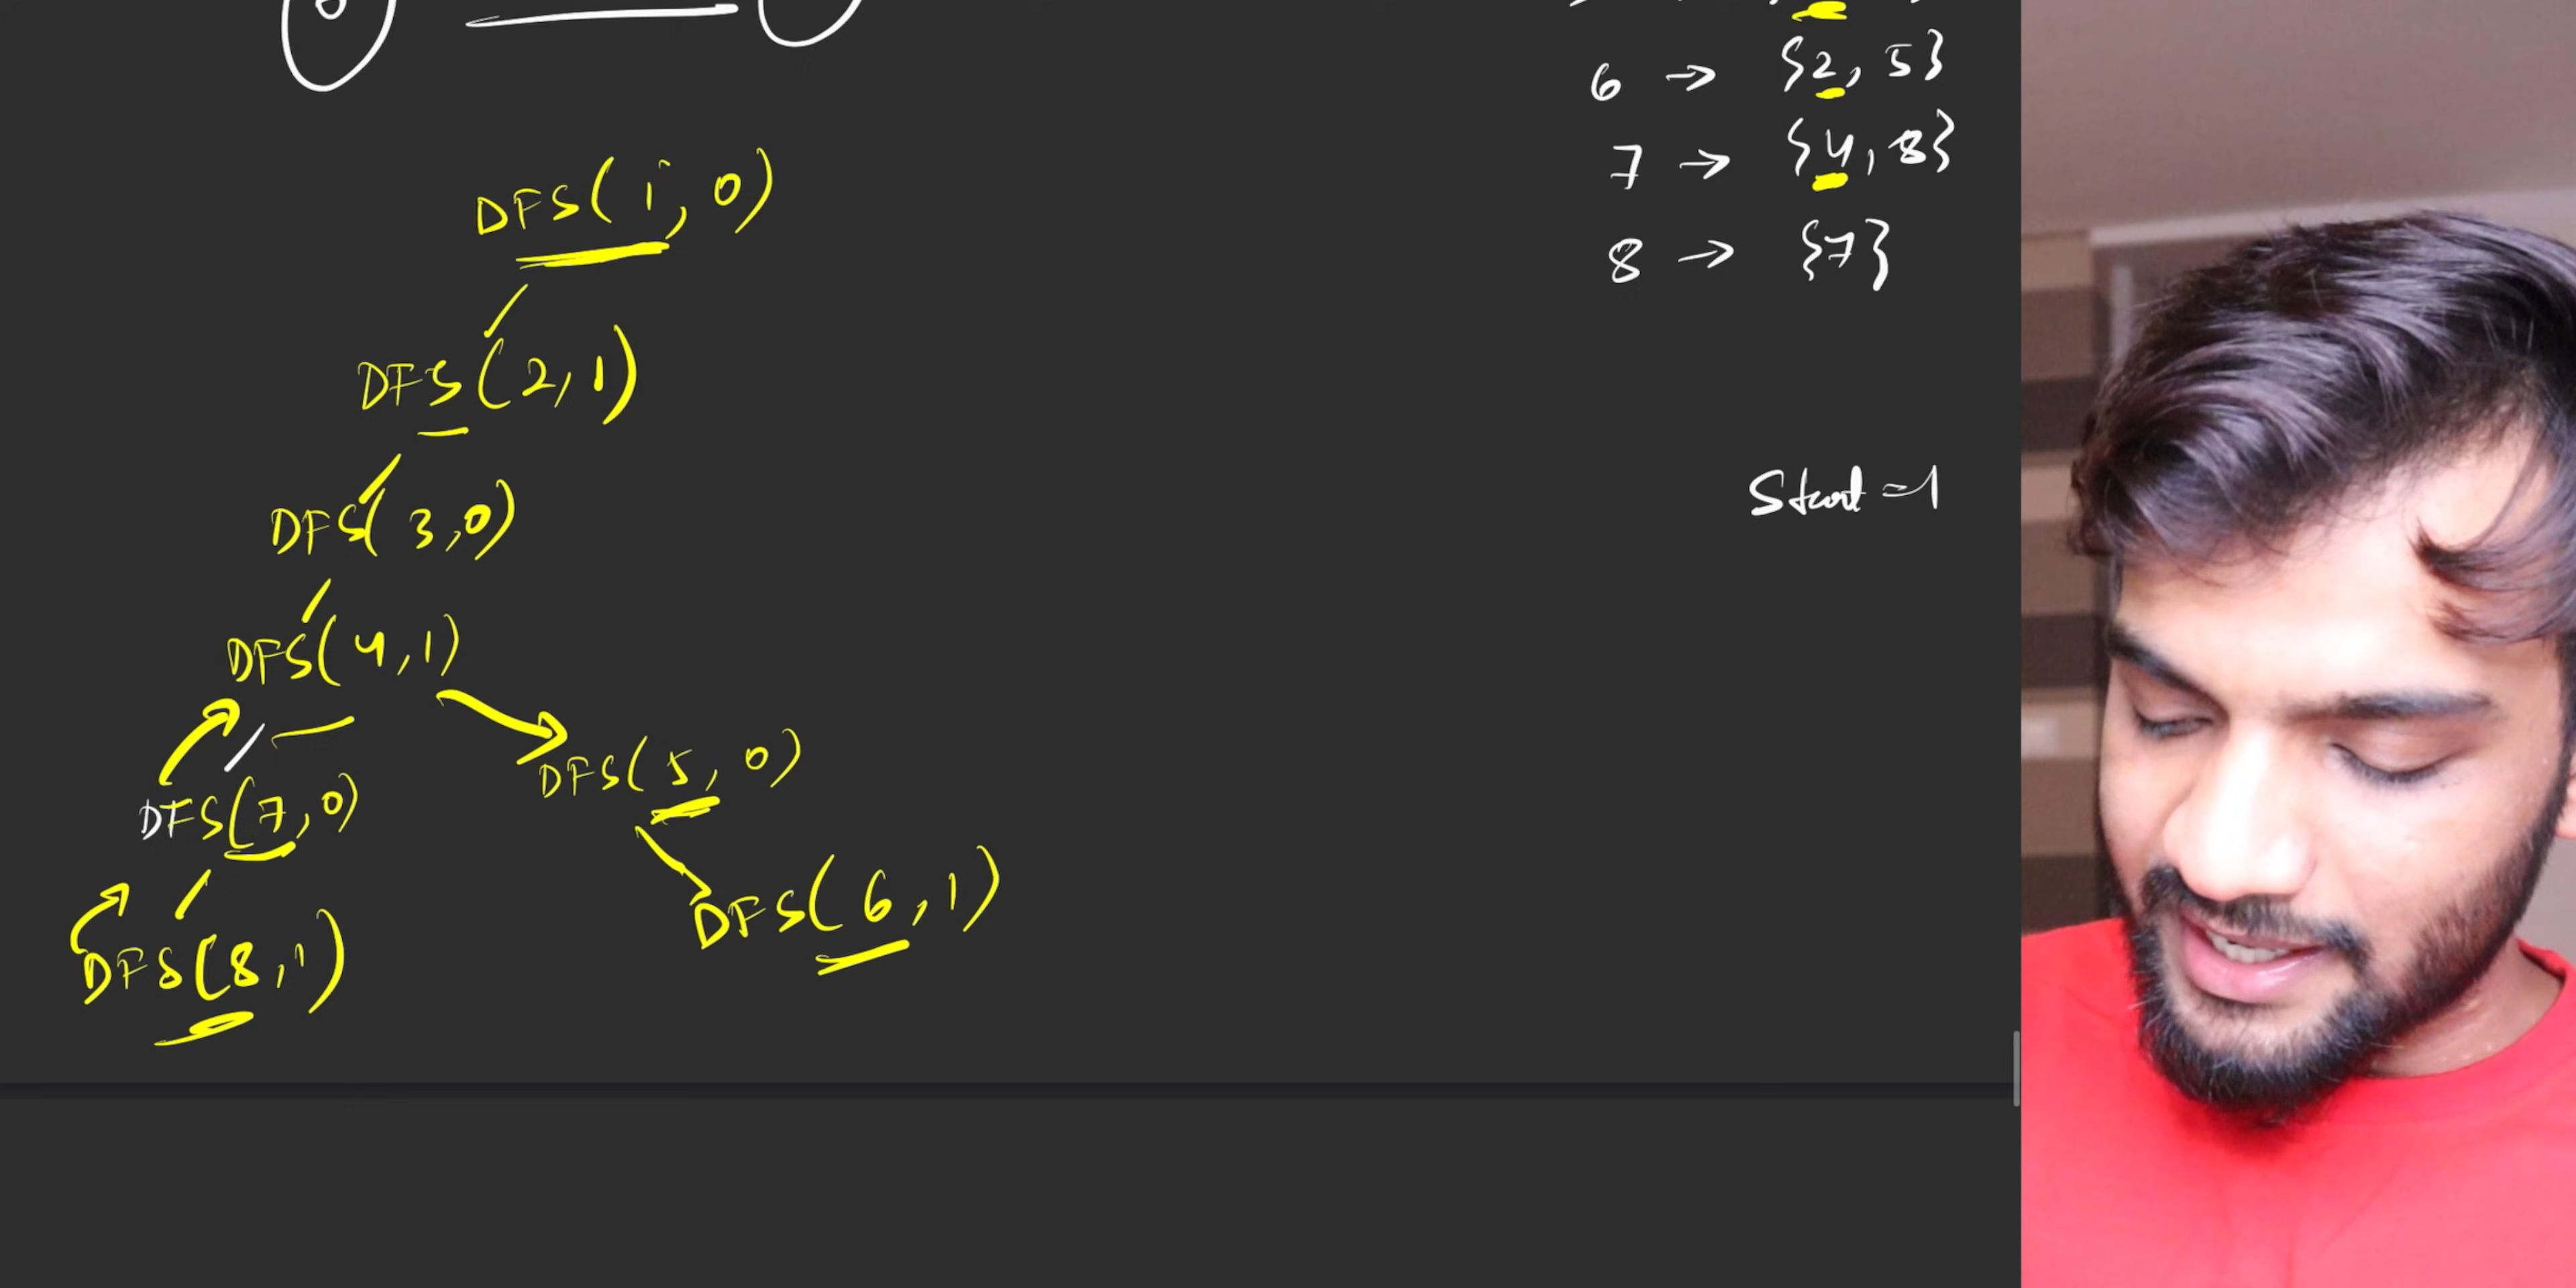 6 → {2, 5}
7 → {4, 8}
8 → {7}
DFS(1, 0)
DFS(2, 1)
DFS(3, 0)
DFS(4, 1)
DFS(7, 0)
DFS(5, 0)
DFS(8, 1)
DFS(6, 1)
Start = 1